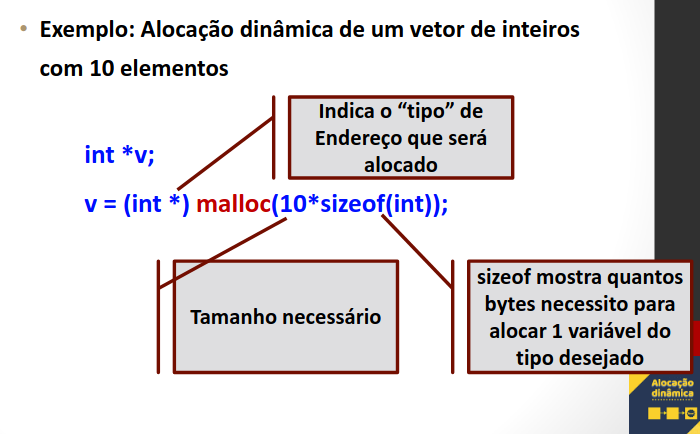 • Exemplo: Alocação dinâmica de um vetor de inteiros
com 10 elementos
Indica o “tipo” de
Endereço que será
alocado
int *v;
v = (int *) malloc(10*sizeof(int));
Tamanho necessário
sizeof mostra quantos
bytes necessito para
alocar 1 variável do
tipo desejado
Alocação
dinâmica